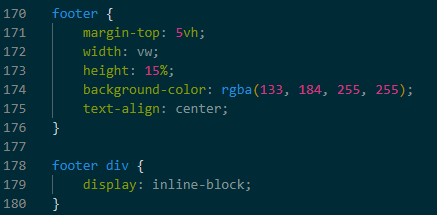 170 footer {
171     margin-top: 5vh;
172     width: vw;
173     height: 15%;
174     background-color: rgba(133, 184, 255, 255);
175     text-align: center;
176 }
177
178 footer div {
179     display: inline-block;
180 }